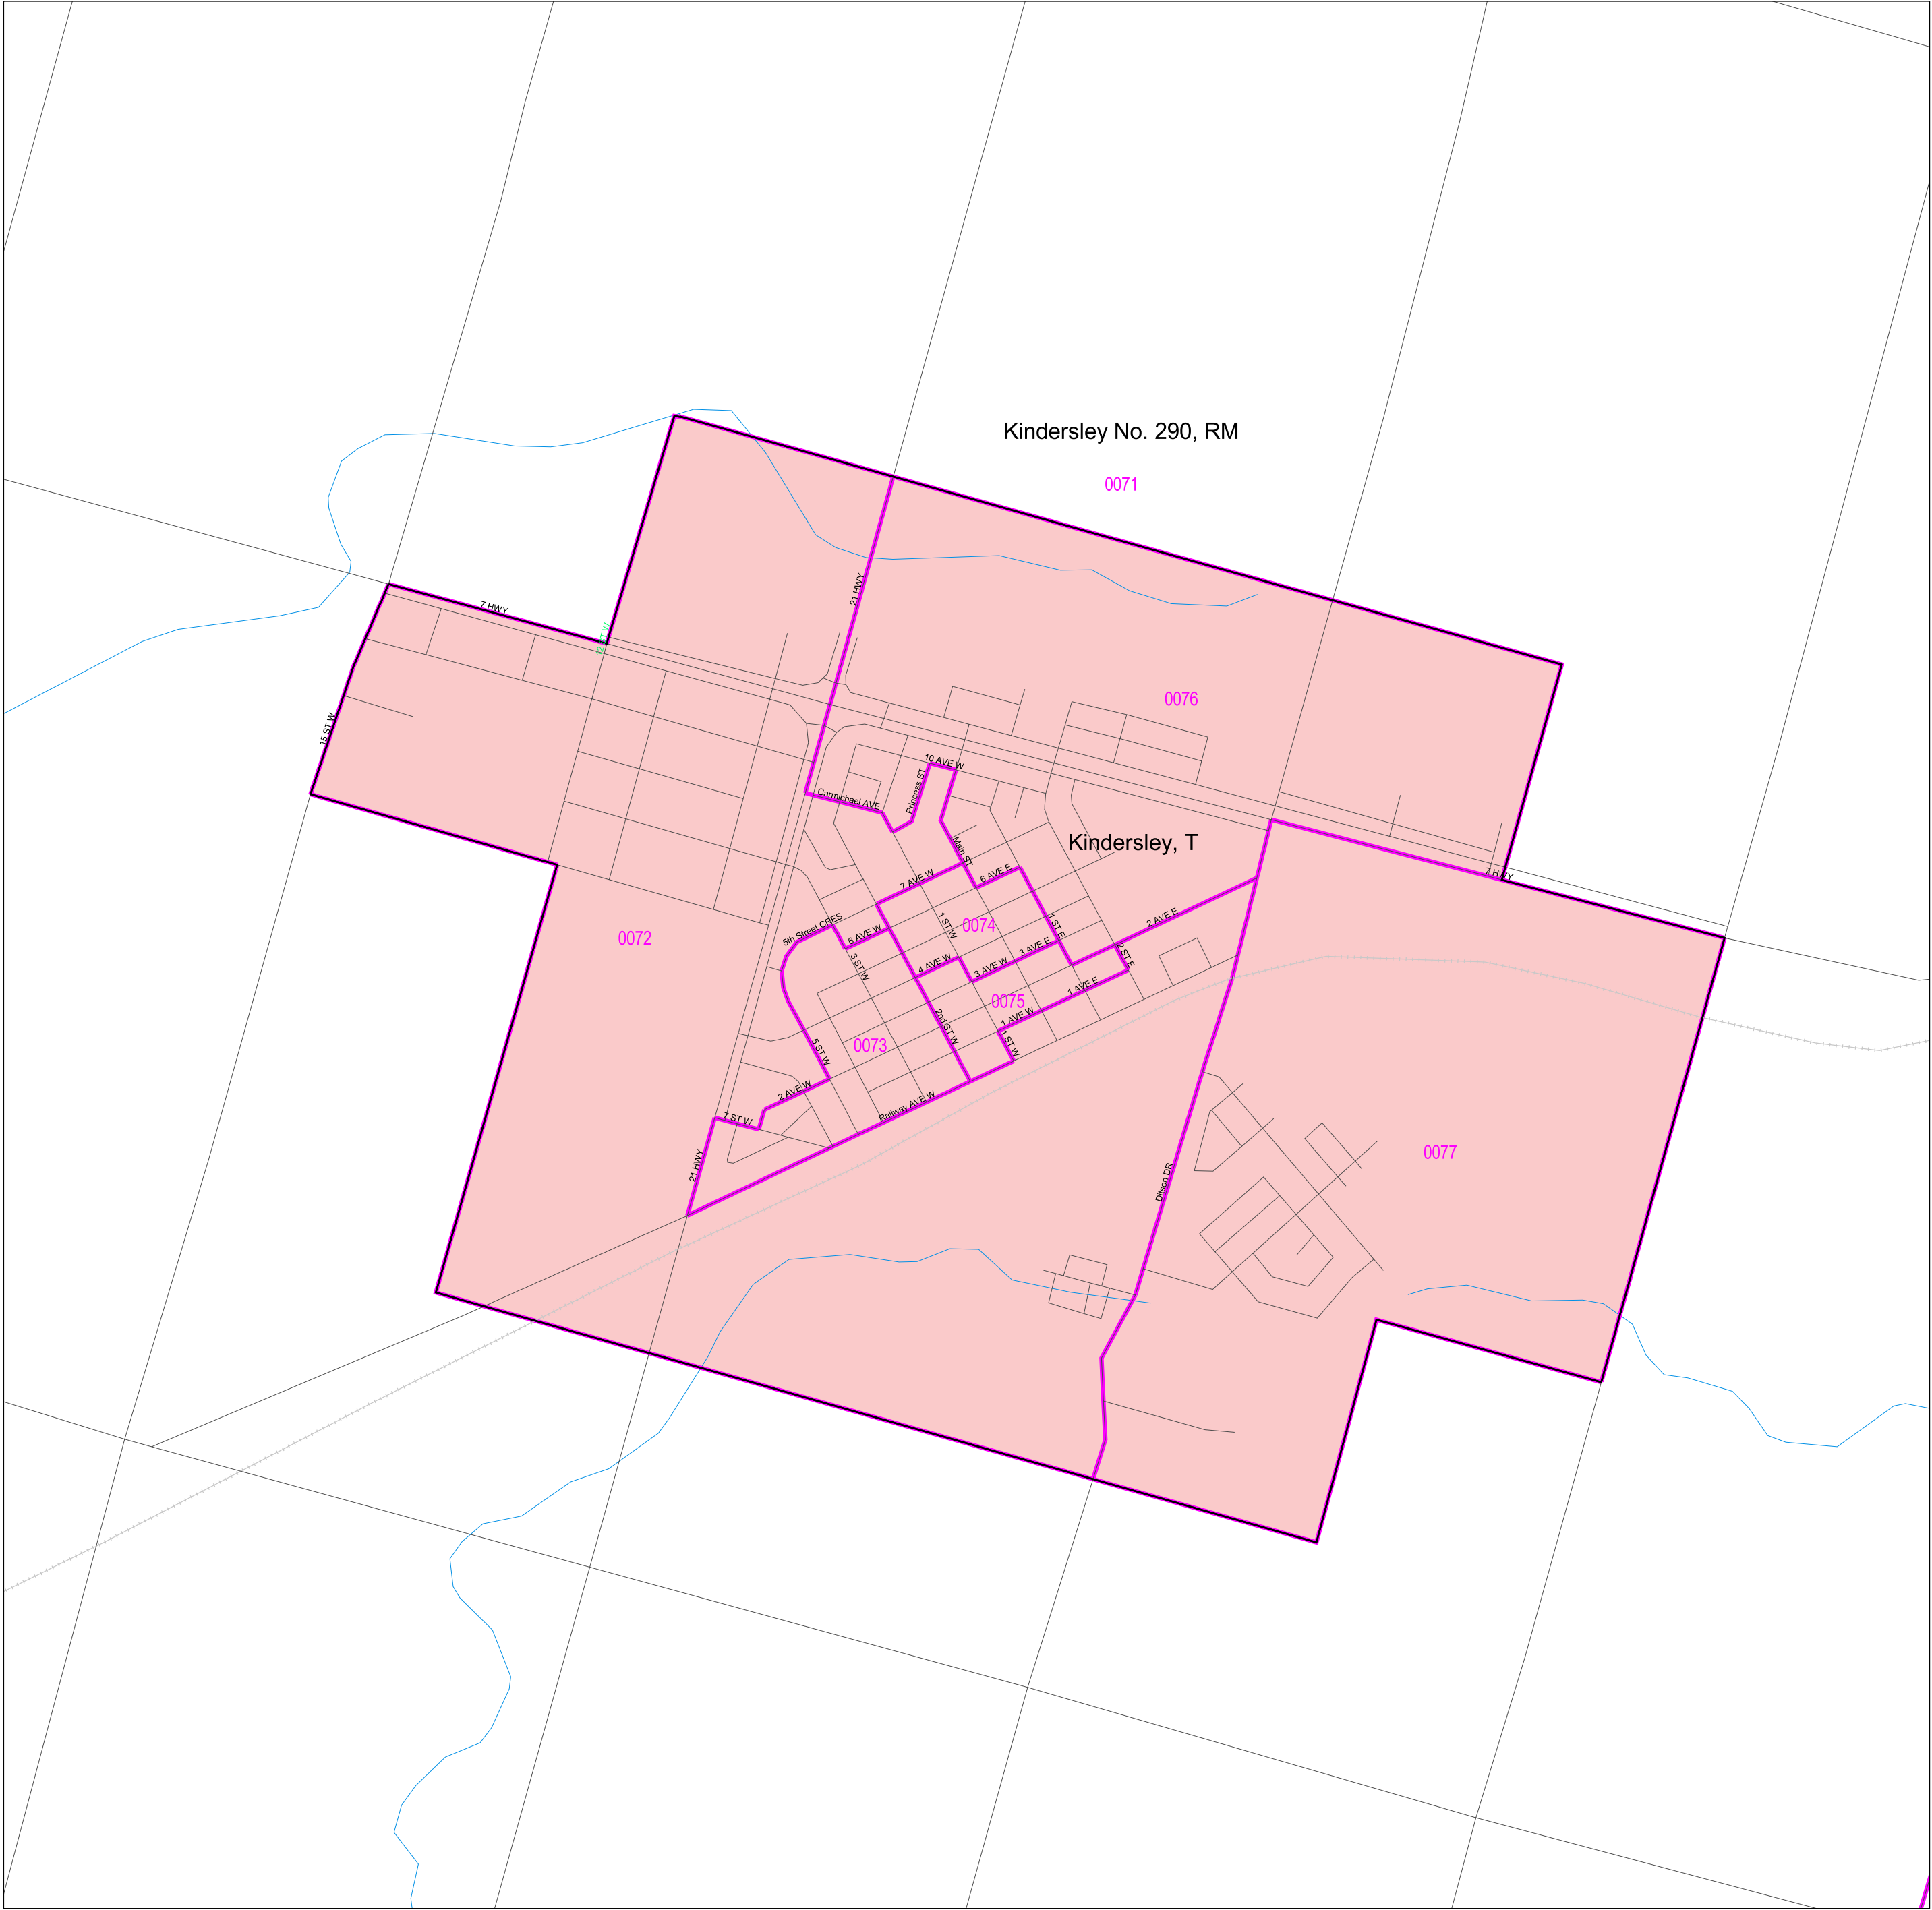 Kindersley No. 290, RM
0071
21 HWY
7 HWY
12 ST W
0076
15 ST W
10 AVE W
Princess ST
Carmichael AVE
Kindersley, T
Main ST
7 AVE W
6 AVE E
7 HWY
5th Street CRES
6 AVE W
1 ST W
0074
1 ST E
2 AVE E
0072
3 ST W
4 AVE W
3 AVE W
3 AVE E
2 ST E
1 AVE E
0075
1 AVE W
2nd ST W
1 ST W
0073
5 ST W
2 AVE W
Railway AVE W
7 ST W
21 HWY
Ditson DR
0077